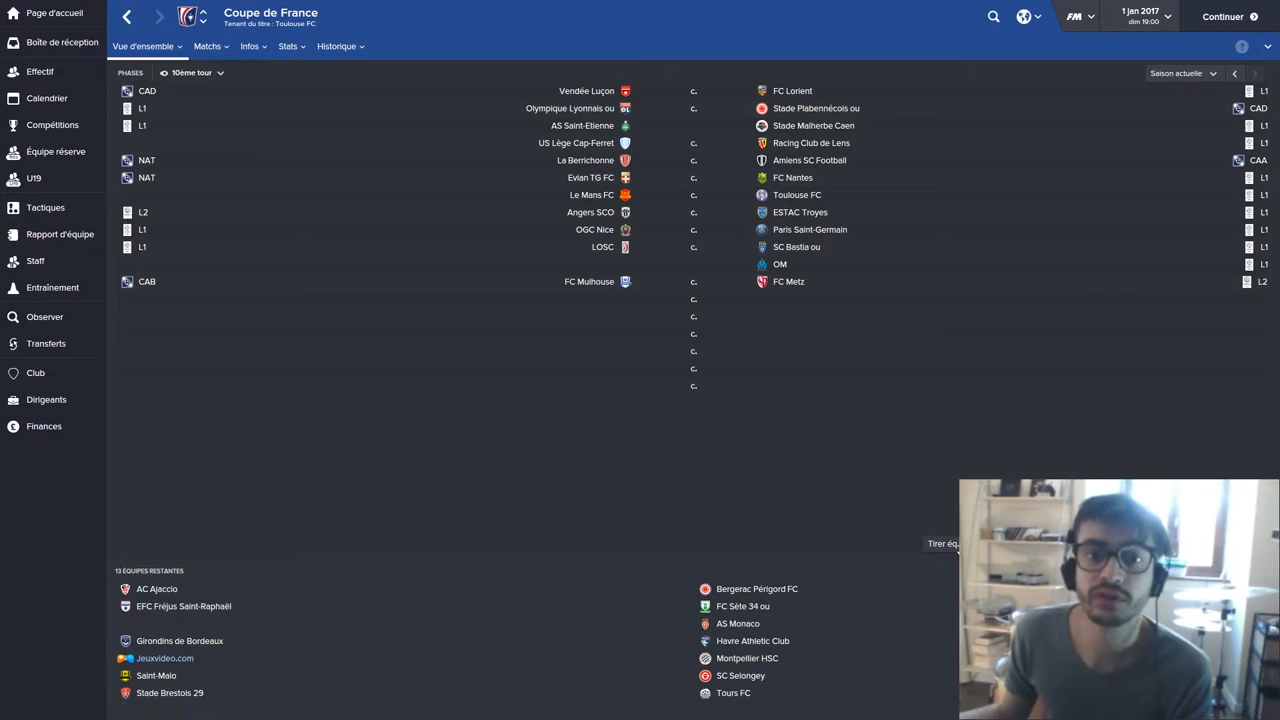 Page d'accueil
Boîte de réception
Effectif
Calendrier
Compétitions
Équipe réserve
U19
Tactiques
Rapport d'équipe
Staff
Entraînement
Observer
Transferts
Club
Dirigeants
Finances
Coupe de France
Tenant du titre : Toulouse FC
FM
1 jan 2017
dim 19:00
Continuer
Vue d'ensemble
Matchs
Infos
Stats
Historique
?
PHASES 10ème tour
Saison actuelle
CAD Vendée Luçon c. FC Lorient L1
L1 Olympique Lyonnais ou c. Stade Plabennécois ou CAD
L1 AS Saint-Etienne Stade Malherbe Caen L1
US Lège Cap-Ferret c. Racing Club de Lens L1
NAT La Berrichonne c. Amiens SC Football CAA
NAT Evian TG FC c. FC Nantes L1
Le Mans FC c. Toulouse FC L1
L2 Angers SCO c. ESTAC Troyes L1
L1 OGC Nice c. Paris Saint-Germain L1
L1 LOSC c. SC Bastia ou L1
OM L1
CAB FC Mulhouse c. FC Metz L2
c.
c.
c.
c.
c.
c.
Tirer éq.
13 ÉQUIPES RESTANTES
AC Ajaccio Bergerac Périgord FC
EFC Fréjus Saint-Raphaël FC Sète 34 ou
AS Monaco
Girondins de Bordeaux Havre Athletic Club
Jeuxvideo.com Montpellier HSC
Saint-Malo SC Selongey
Stade Brestois 29 Tours FC